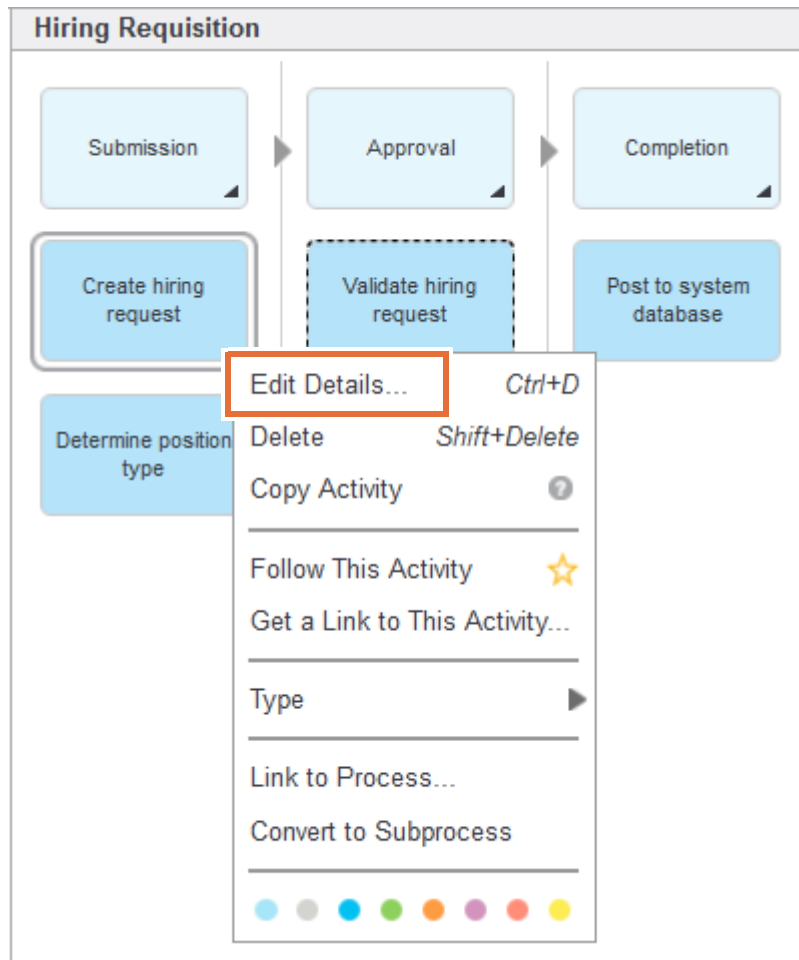 Hiring Requisition
Submission
Approval
Completion
Create hiring
request
Validate hiring
request
Post to system
database
Determine position
type
Edit Details... Ctrl+D
Delete Shift+Delete
Copy Activity ?
Follow This Activity
Get a Link to This Activity...
Type
Link to Process...
Convert to Subprocess